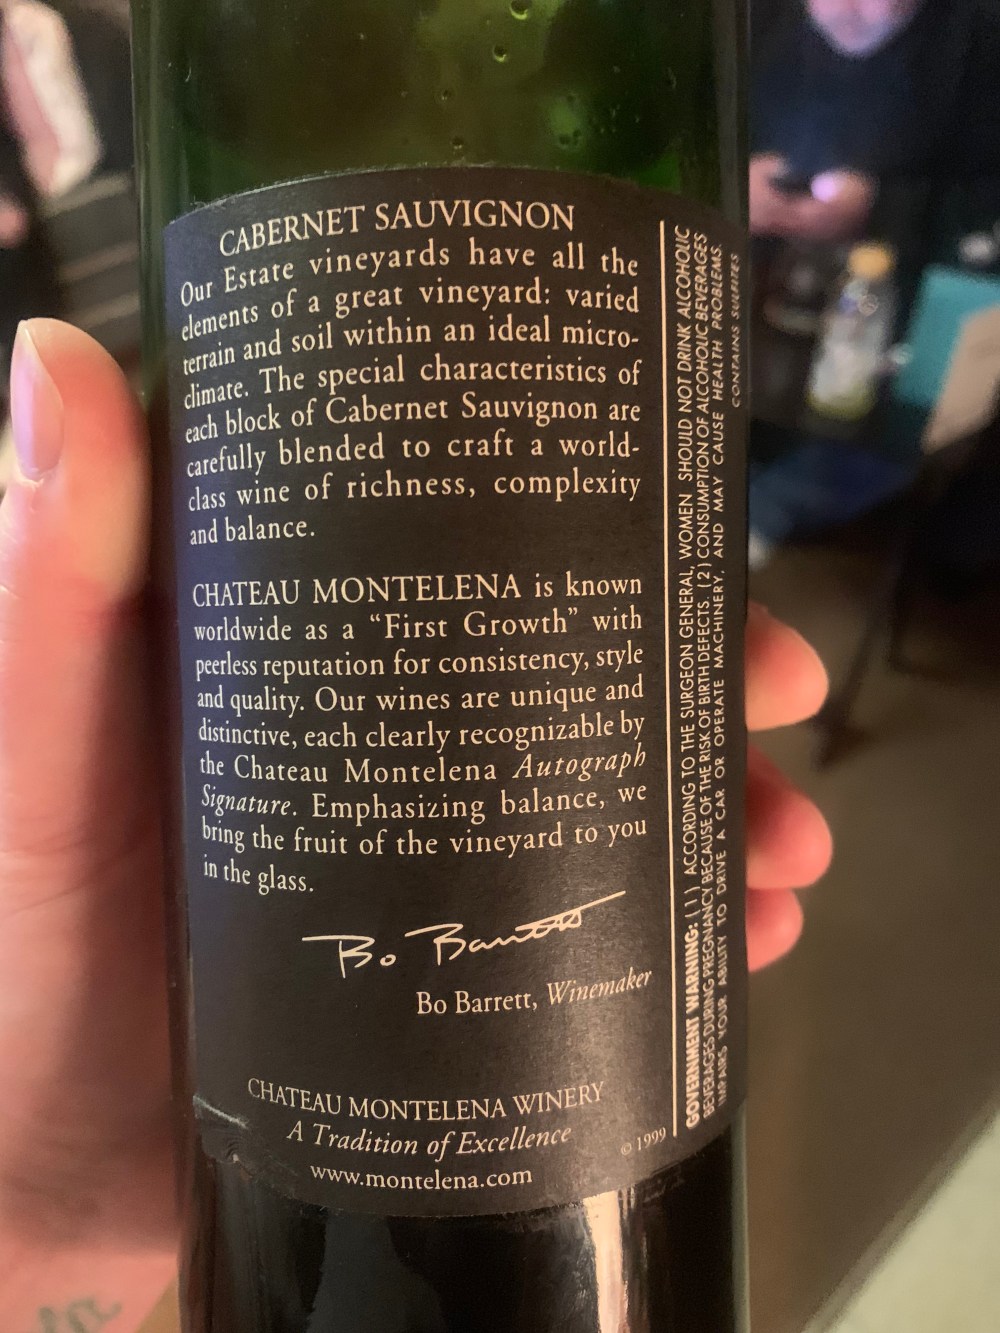 CABERNET SAUVIGNON
Our Estate vineyards have all the
elements of a great vineyard: varied
terrain and soil within an ideal micro-
climate. The special characteristics of
each block of Cabernet Sauvignon are
carefully blended to craft a world-
class wine of richness, complexity
and balance.
CHATEAU MONTELENA is known
worldwide as a “First Growth” with
peerless reputation for consistency, style
and quality. Our wines are unique and
distinctive, each clearly recognizable by
the Chateau Montelena Autograph
Signature. Emphasizing balance, we
bring the fruit of the vineyard to you
in the glass.
Bo Barrett
Bo Barrett, Winemaker
CHATEAU MONTELENA WINERY
A Tradition of Excellence
www.montelena.com
© 1999
GOVERNMENT WARNING: (1) ACCORDING TO THE SURGEON GENERAL, WOMEN SHOULD NOT DRINK ALCOHOLIC
BEVERAGES DURING PREGNANCY BECAUSE OF THE RISK OF BIRTH DEFECTS. (2) CONSUMPTION OF ALCOHOLIC BEVERAGES
IMPAIRS YOUR ABILITY TO DRIVE A CAR OR OPERATE MACHINERY, AND MAY CAUSE HEALTH PROBLEMS.
CONTAINS SULFITES